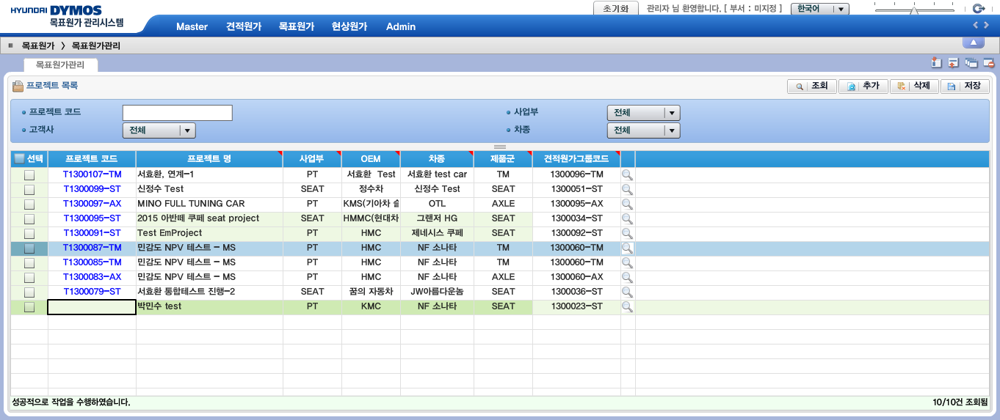 HYUNDAI DYMOS
목표원가 관리시스템
초기화 관리자 님 환영합니다. [ 부서 : 미지정 ] 한국어
Master 견적원가 목표원가 현상원가 Admin
목표원가 > 목표원가관리
목표원가관리
프로젝트 목록 조회 추가 삭제 저장
프로젝트 코드 사업부 전체
고객사 전체 차종 전체
선택 프로젝트 코드 프로젝트 명 사업부 OEM 차종 제품군 견적원가그룹코드
T1300107-TM 서효환, 연계-1 PT 서효환 Test 서효환 test car TM 1300096-TM
T1300099-ST 신정수 Test SEAT 정수차 신정수 Test SEAT 1300051-ST
T1300097-AX MINO FULL TUNING CAR PT KMS(기아차 슬 OTL AXLE 1300095-AX
T1300095-ST 2015 아반떼 쿠페 seat project SEAT HMMC(현대차 그랜저 HG SEAT 1300034-ST
T1300091-ST Test EmProject PT HMC 제네시스 쿠페 SEAT 1300092-ST
T1300087-TM 민감도 NPV 테스트 - MS PT HMC NF 소나타 TM 1300060-TM
T1300085-TM 민감도 NPV 테스트 - MS PT HMC NF 소나타 TM 1300060-TM
T1300083-AX 민감도 NPV 테스트 - MS PT HMC NF 소나타 AXLE 1300060-AX
T1300079-ST 서효환 통합테스트 진행-2 SEAT 꿈의 자동차 JW아름다운놈 SEAT 1300036-ST
박민수 test PT KMC NF 소나타 SEAT 1300023-ST
성공적으로 작업을 수행하였습니다. 10/10건 조회됨